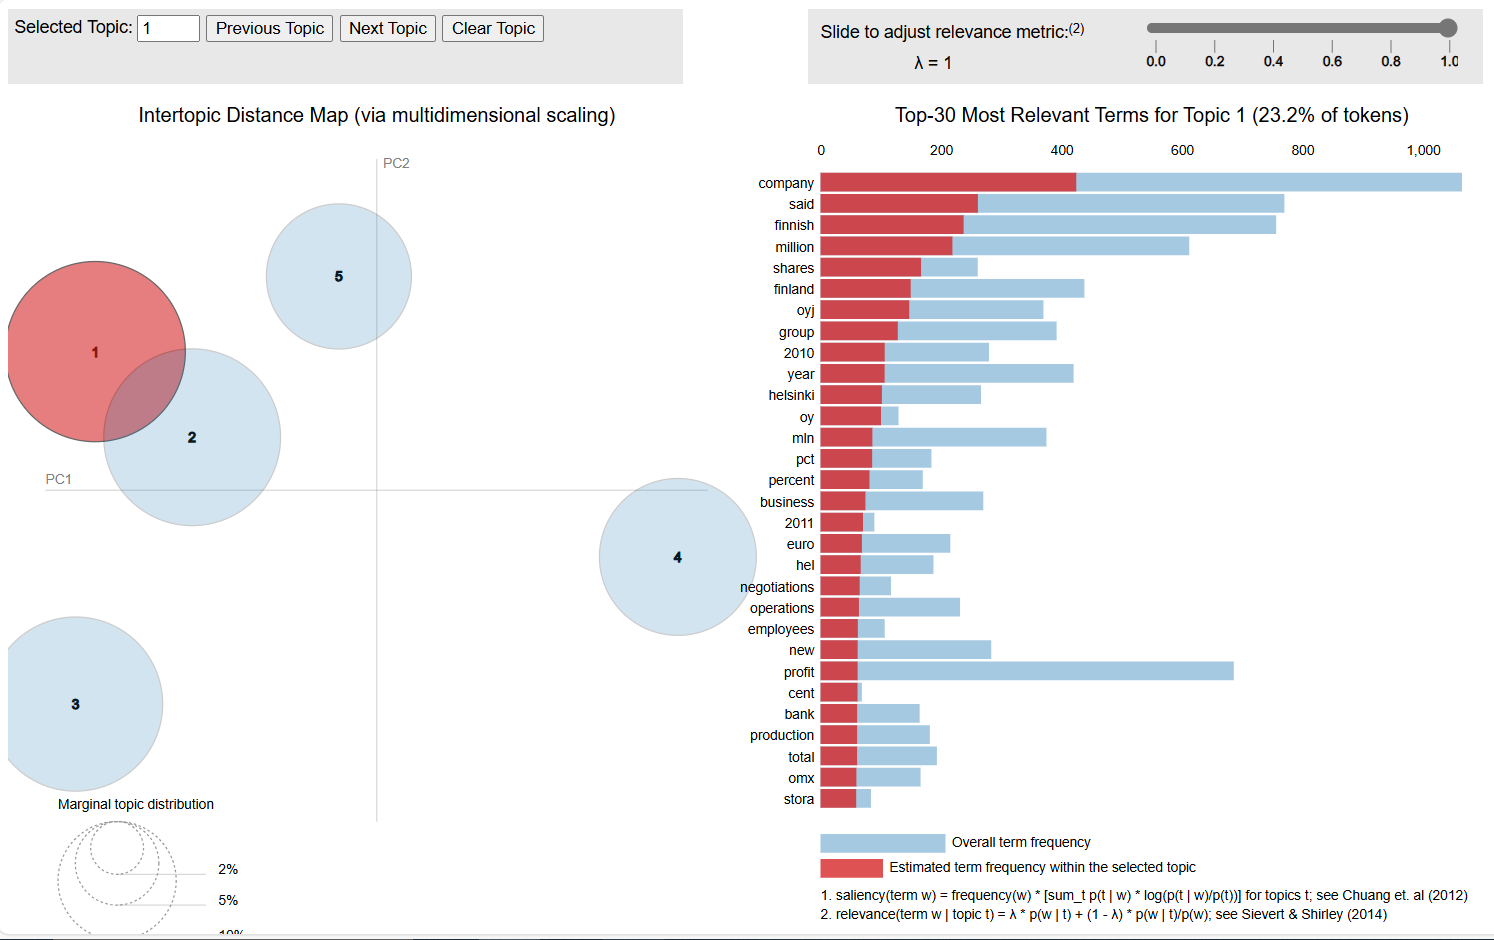 Selected Topic: 1 Previous Topic Next Topic Clear Topic
Slide to adjust relevance metric:(2)
λ = 1
0.0 0.2 0.4 0.6 0.8 1.0
Intertopic Distance Map (via multidimensional scaling)
PC2
5
1
2
PC1
4
3
Marginal topic distribution
2%
5%
10%
Top-30 Most Relevant Terms for Topic 1 (23.2% of tokens)
0 200 400 600 800 1,000
company
said
finnish
million
shares
finland
oyj
group
2010
year
helsinki
oy
mln
pct
percent
business
2011
euro
hel
negotiations
operations
employees
new
profit
cent
bank
production
total
omx
stora
Overall term frequency
Estimated term frequency within the selected topic
1. saliency(term w) = frequency(w) * [sum_t p(t | w) * log(p(t | w)/p(t))] for topics t; see Chuang et. al (2012)
2. relevance(term w | topic t) = λ * p(w | t) + (1 - λ) * p(w | t)/p(w); see Sievert & Shirley (2014)